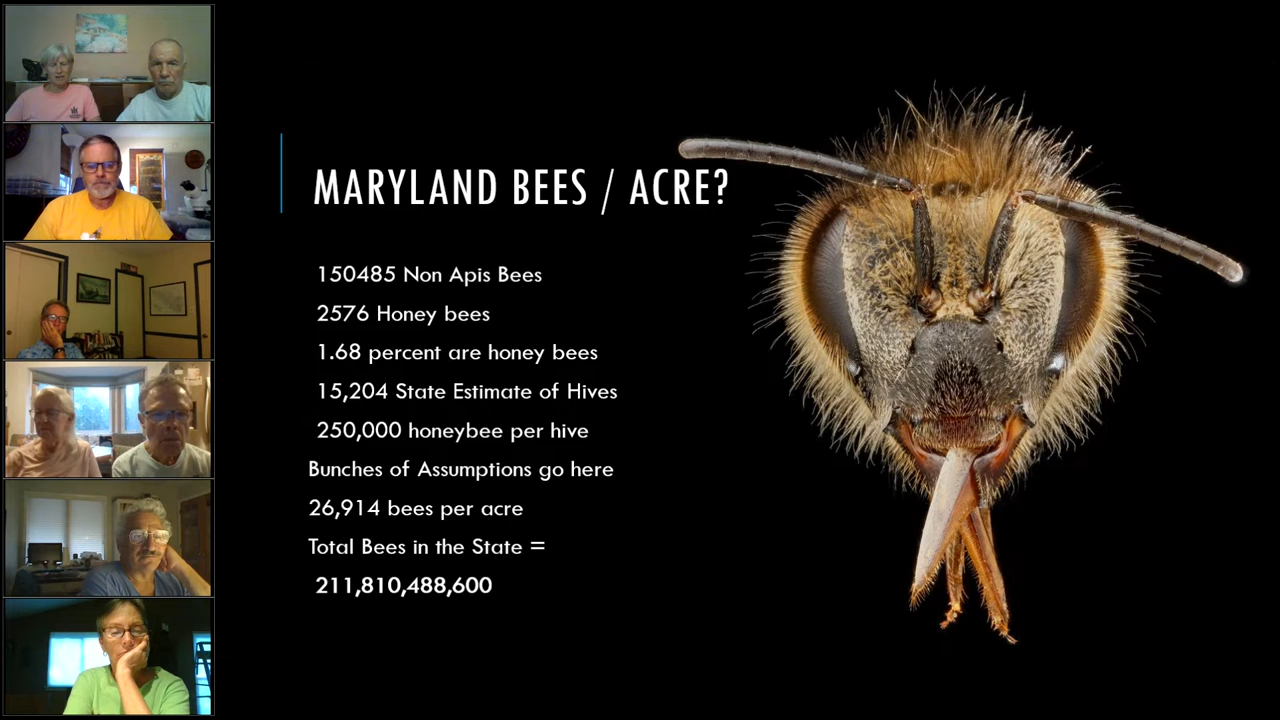 MARYLAND BEES / ACRE?
150485 Non Apis Bees
2576 Honey bees
1.68 percent are honey bees
15,204 State Estimate of Hives
250,000 honeybee per hive
Bunches of Assumptions go here
26,914 bees per acre
Total Bees in the State =
211,810,488,600